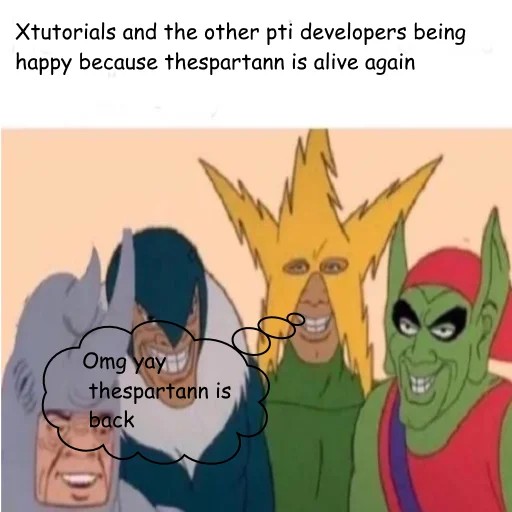 Xtutorials and the other pti developers being
happy because thespartann is alive again
Omg yay
thespartann is
back